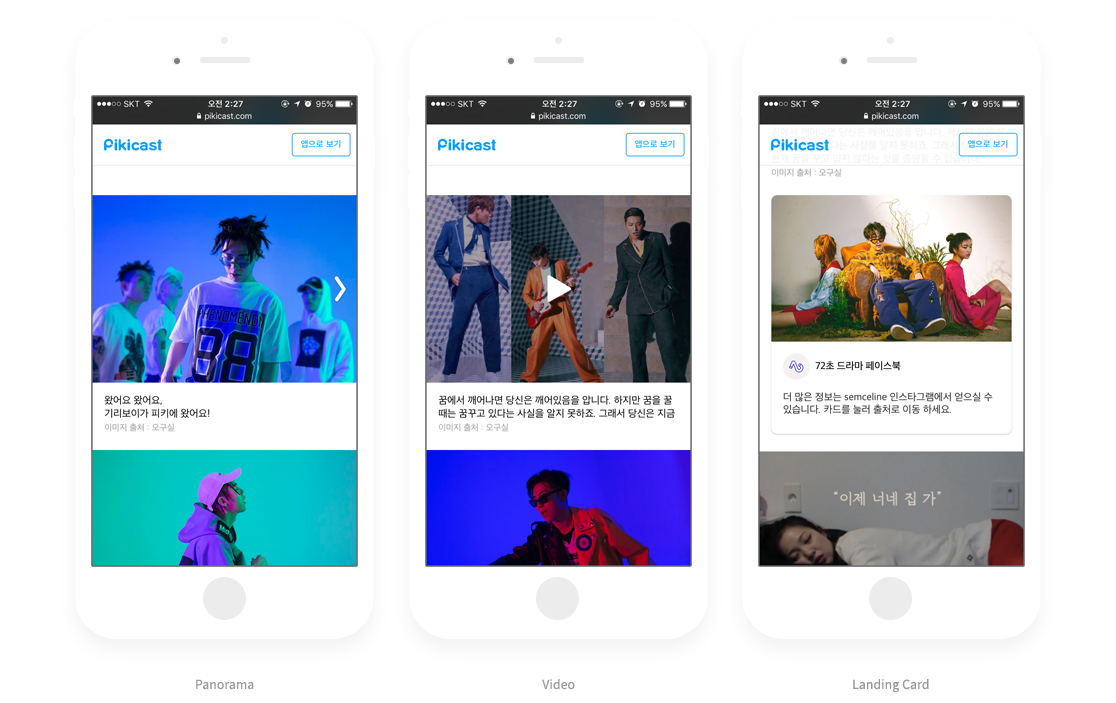 ●●●○○ SKT 오전 2:27 95%
pikicast.com
Pikicast 앱으로 보기
PHENOMENON
88
왔어요 왔어요,
기리보이가 피키에 왔어요!
이미지 출처 : 오구실
Panorama
●●●○○ SKT 오전 2:27 95%
pikicast.com
Pikicast 앱으로 보기
꿈에서 깨어나면 당신은 깨어있음을 압니다. 하지만 꿈을 꿀
때는 꿈꾸고 있다는 사실을 알지 못하죠. 그래서 당신은 지금
이미지 출처 : 오구실
Video
●●●○○ SKT 오전 2:27 95%
pikicast.com
Pikicast 앱으로 보기
이미지 출처 : 오구실
72초 드라마 페이스북
더 많은 정보는 semceline 인스타그램에서 얻으실 수
있습니다. 카드를 눌러 출처로 이동 하세요.
“이제 너네 집 가”
Landing Card